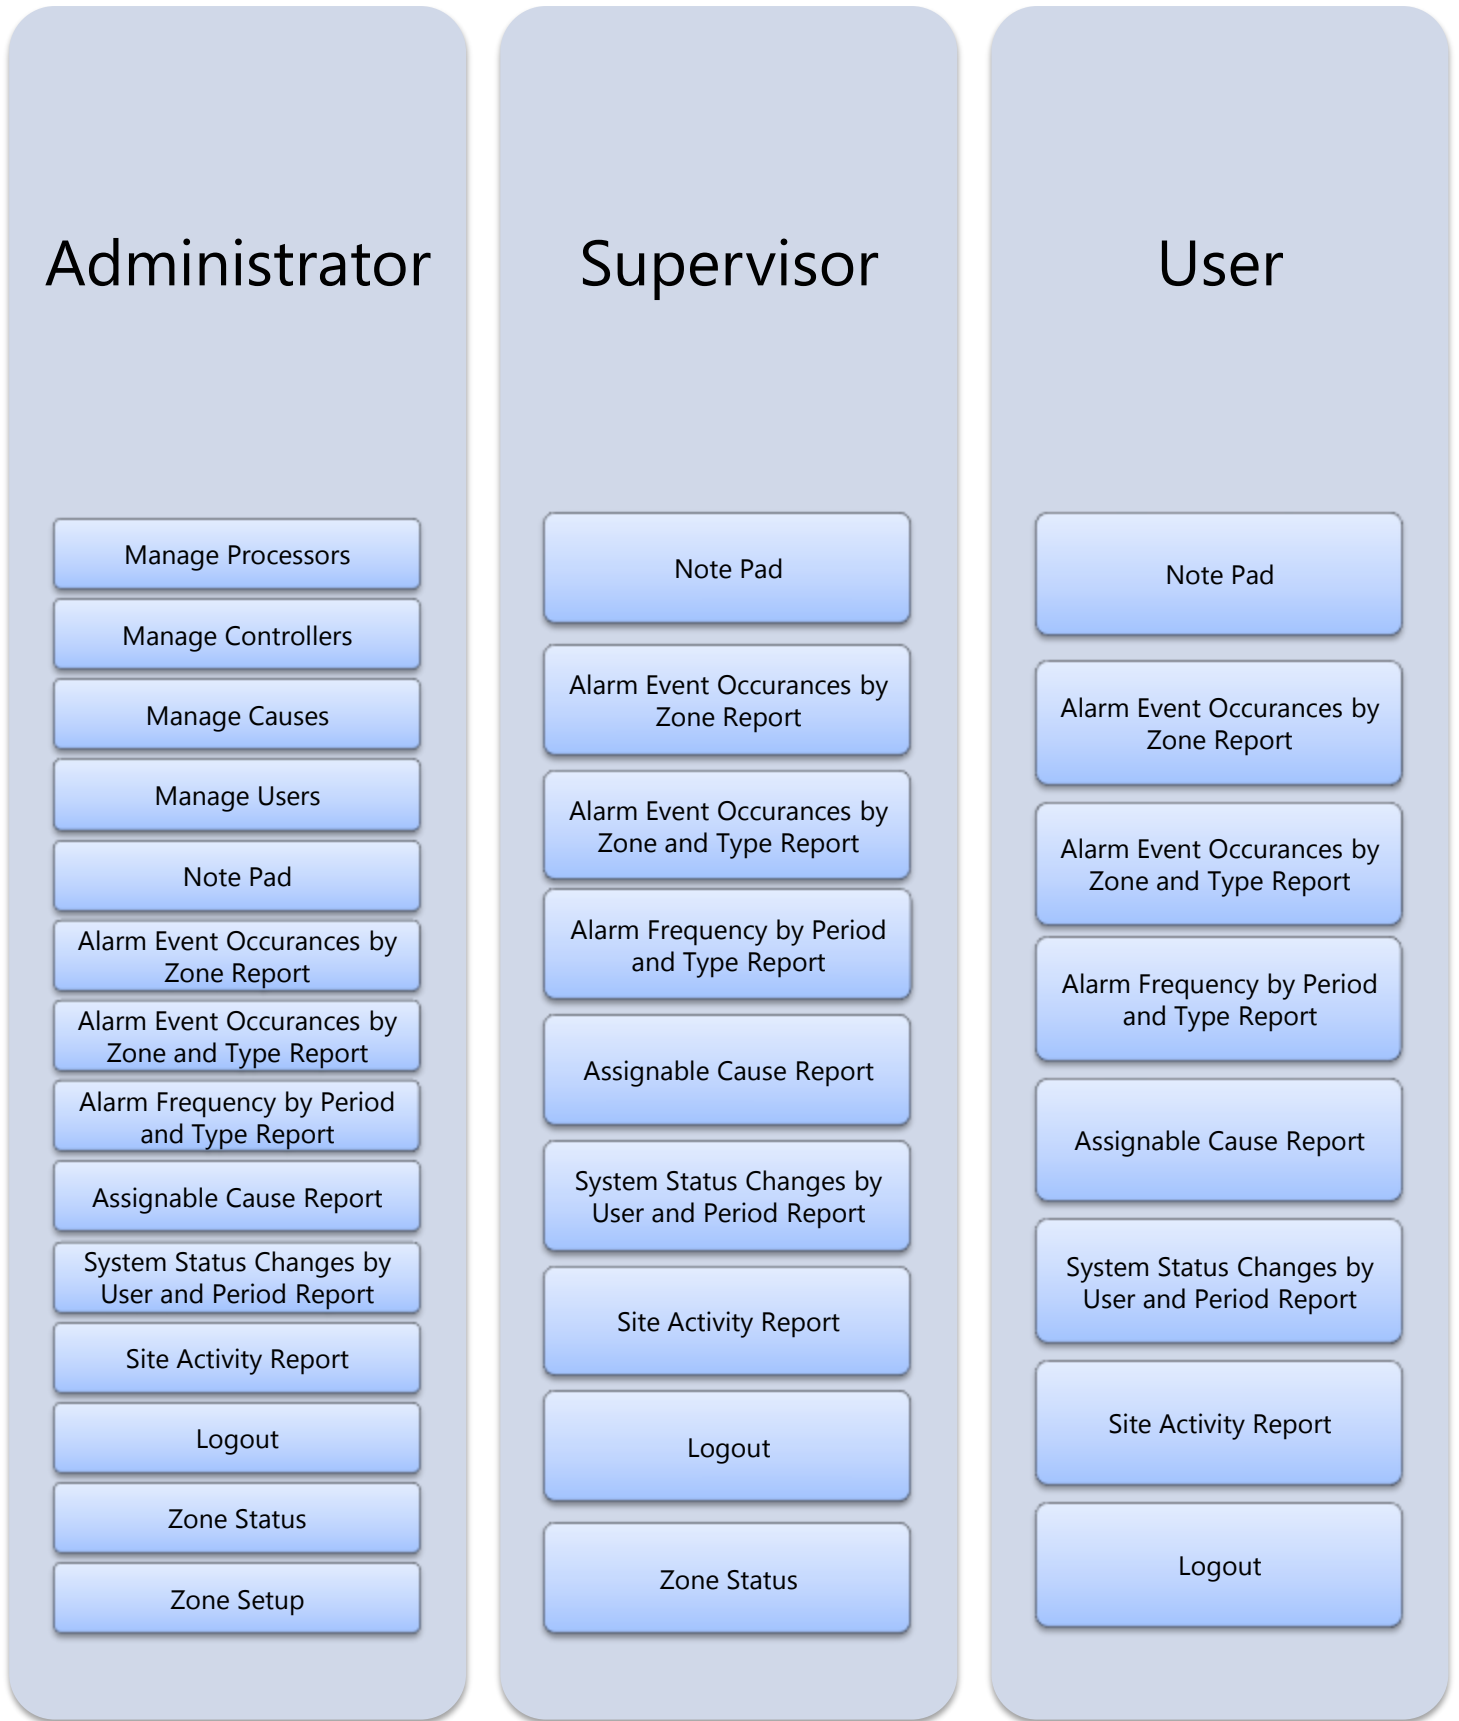 Administrator
Manage Processors
Manage Controllers
Manage Causes
Manage Users
Note Pad
Alarm Event Occurances by
Zone Report
Alarm Event Occurances by
Zone and Type Report
Alarm Frequency by Period
and Type Report
Assignable Cause Report
System Status Changes by
User and Period Report
Site Activity Report
Logout
Zone Status
Zone Setup
Supervisor
Note Pad
Alarm Event Occurances by
Zone Report
Alarm Event Occurances by
Zone and Type Report
Alarm Frequency by Period
and Type Report
Assignable Cause Report
System Status Changes by
User and Period Report
Site Activity Report
Logout
Zone Status
User
Note Pad
Alarm Event Occurances by
Zone Report
Alarm Event Occurances by
Zone and Type Report
Alarm Frequency by Period
and Type Report
Assignable Cause Report
System Status Changes by
User and Period Report
Site Activity Report
Logout